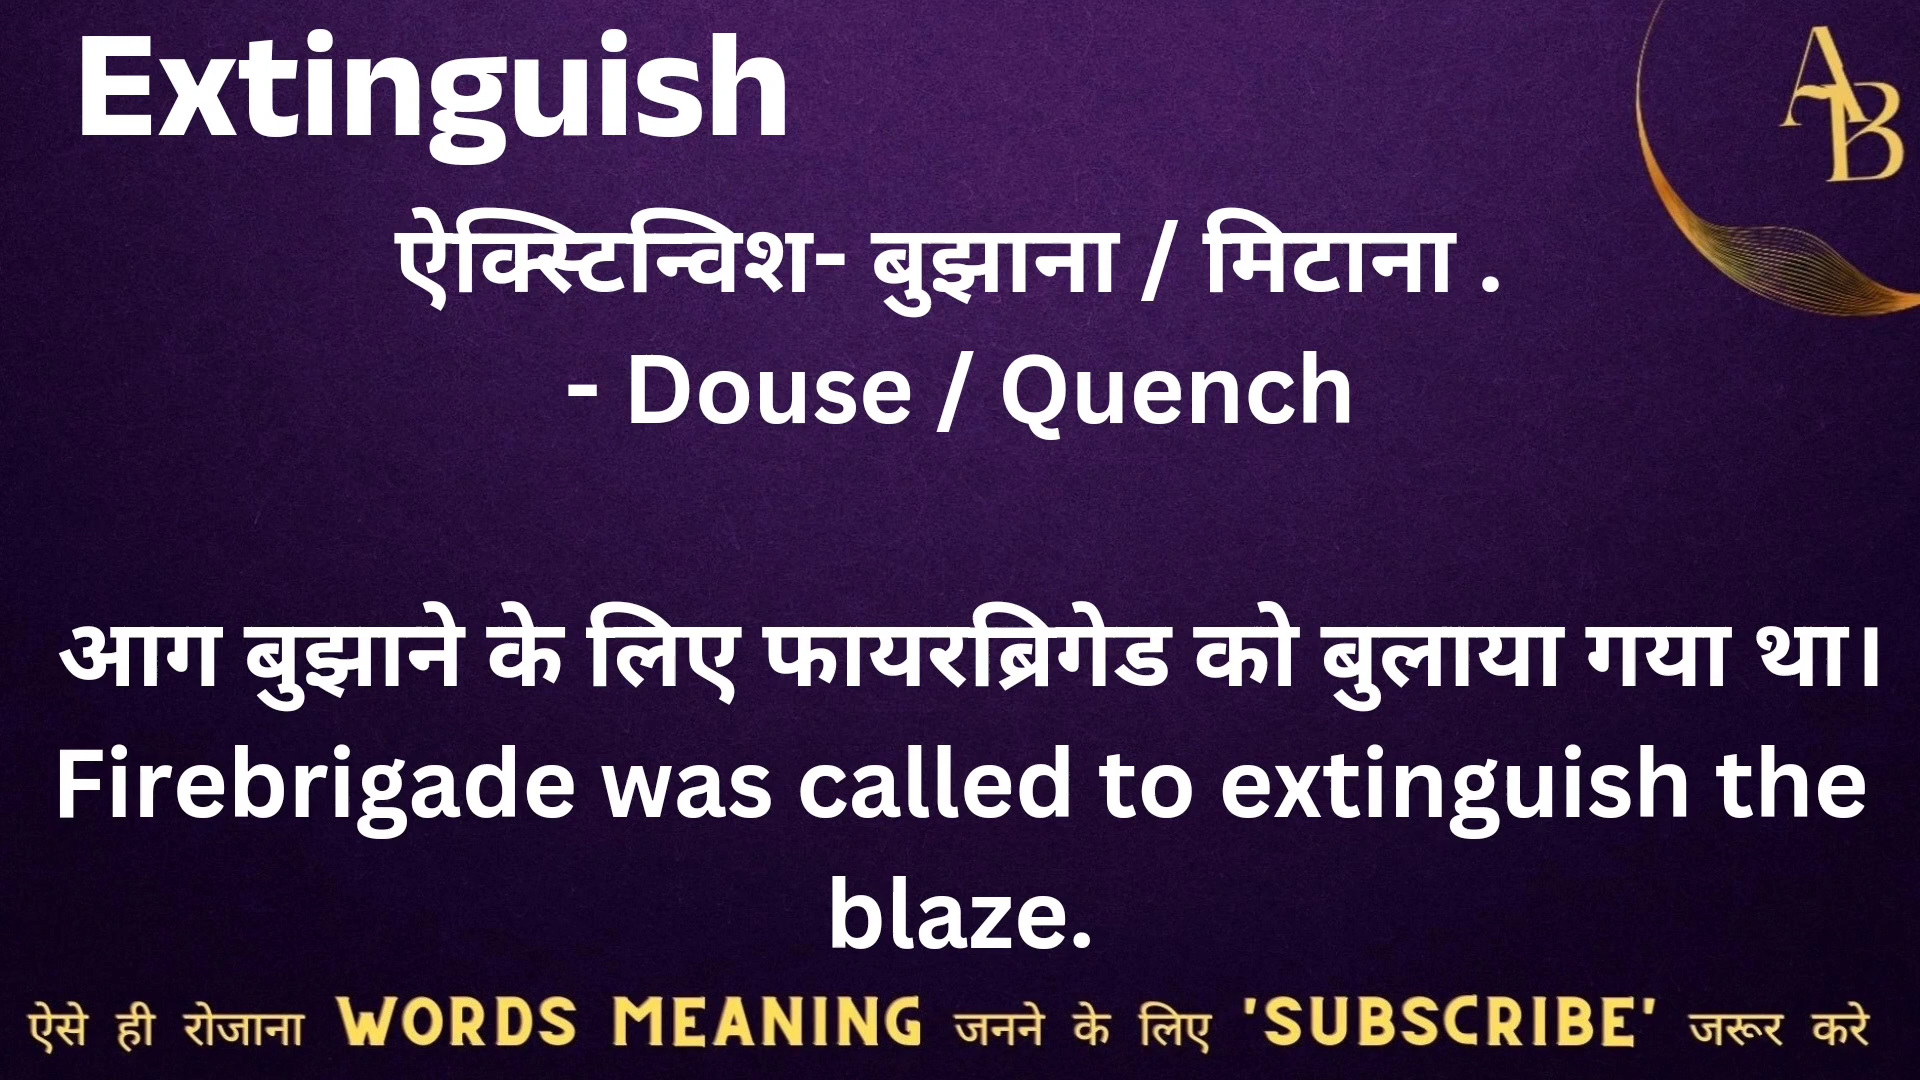 Extinguish
AB
ऐक्स्टिन्विश- बुझाना / मिटाना .
- Douse / Quench
आग बुझाने के लिए फायरब्रिगेड को बुलाया गया था।
Firebrigade was called to extinguish the
blaze.
ऐसे ही रोजाना WORDS MEANING जनने के लिए 'SUBSCRIBE' जरूर करे